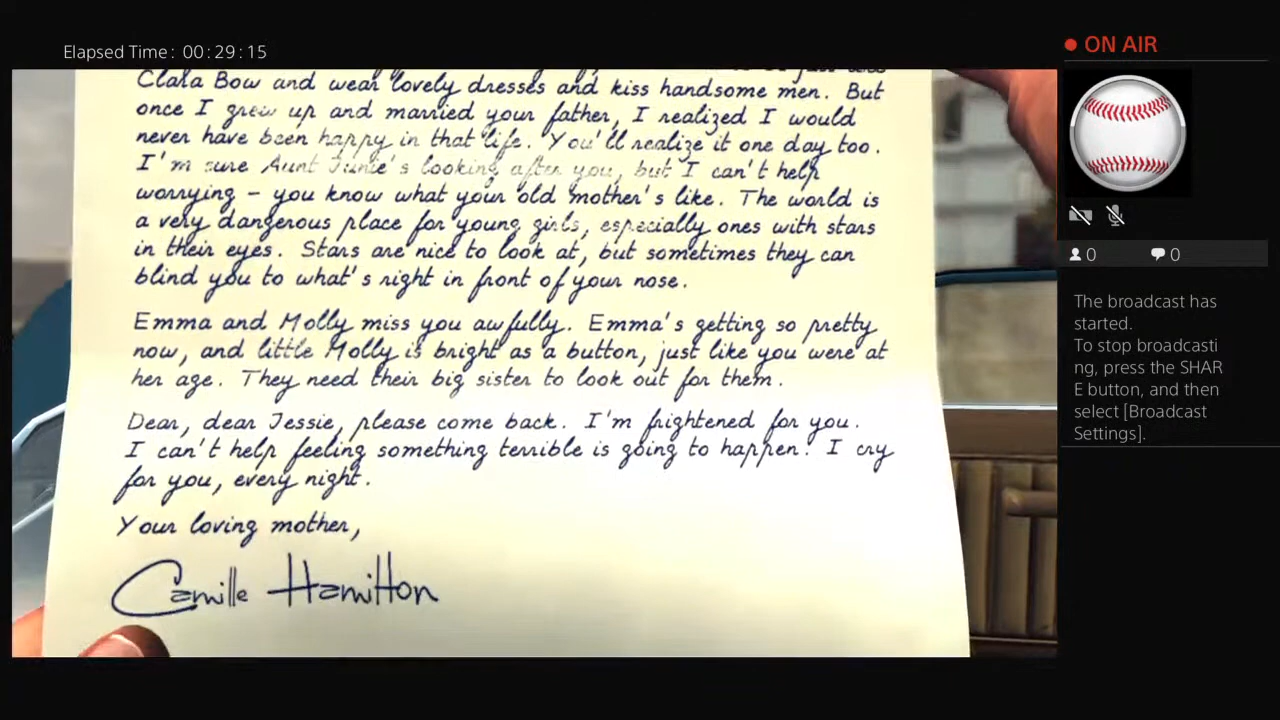 Elapsed Time: 00:29:15
ON AIR
Clara Bow and wear lovely dresses and kiss handsome men. But
once I grew up and married your father, I realized I would
never have been happy in that life. You'll realize it one day too.
I'm sure Aunt Junie's looking after you, but I can't help
worrying – you know what your old mother's like. The world is
a very dangerous place for young girls, especially ones with stars
in their eyes. Stars are nice to look at, but sometimes they can
blind you to what's right in front of your nose.
Emma and Molly miss you awfully. Emma's getting so pretty
now, and little Molly is bright as a button, just like you were at
her age. They need their big sister to look out for them.
Dear, dear Jessie, please come back. I'm frightened for you.
I can't help feeling something terrible is going to happen. I cry
for you, every night.
Your loving mother,
Camille Hamilton
0
0
The broadcast has
started.
To stop broadcasti
ng, press the SHAR
E button, and then
select [Broadcast
Settings].